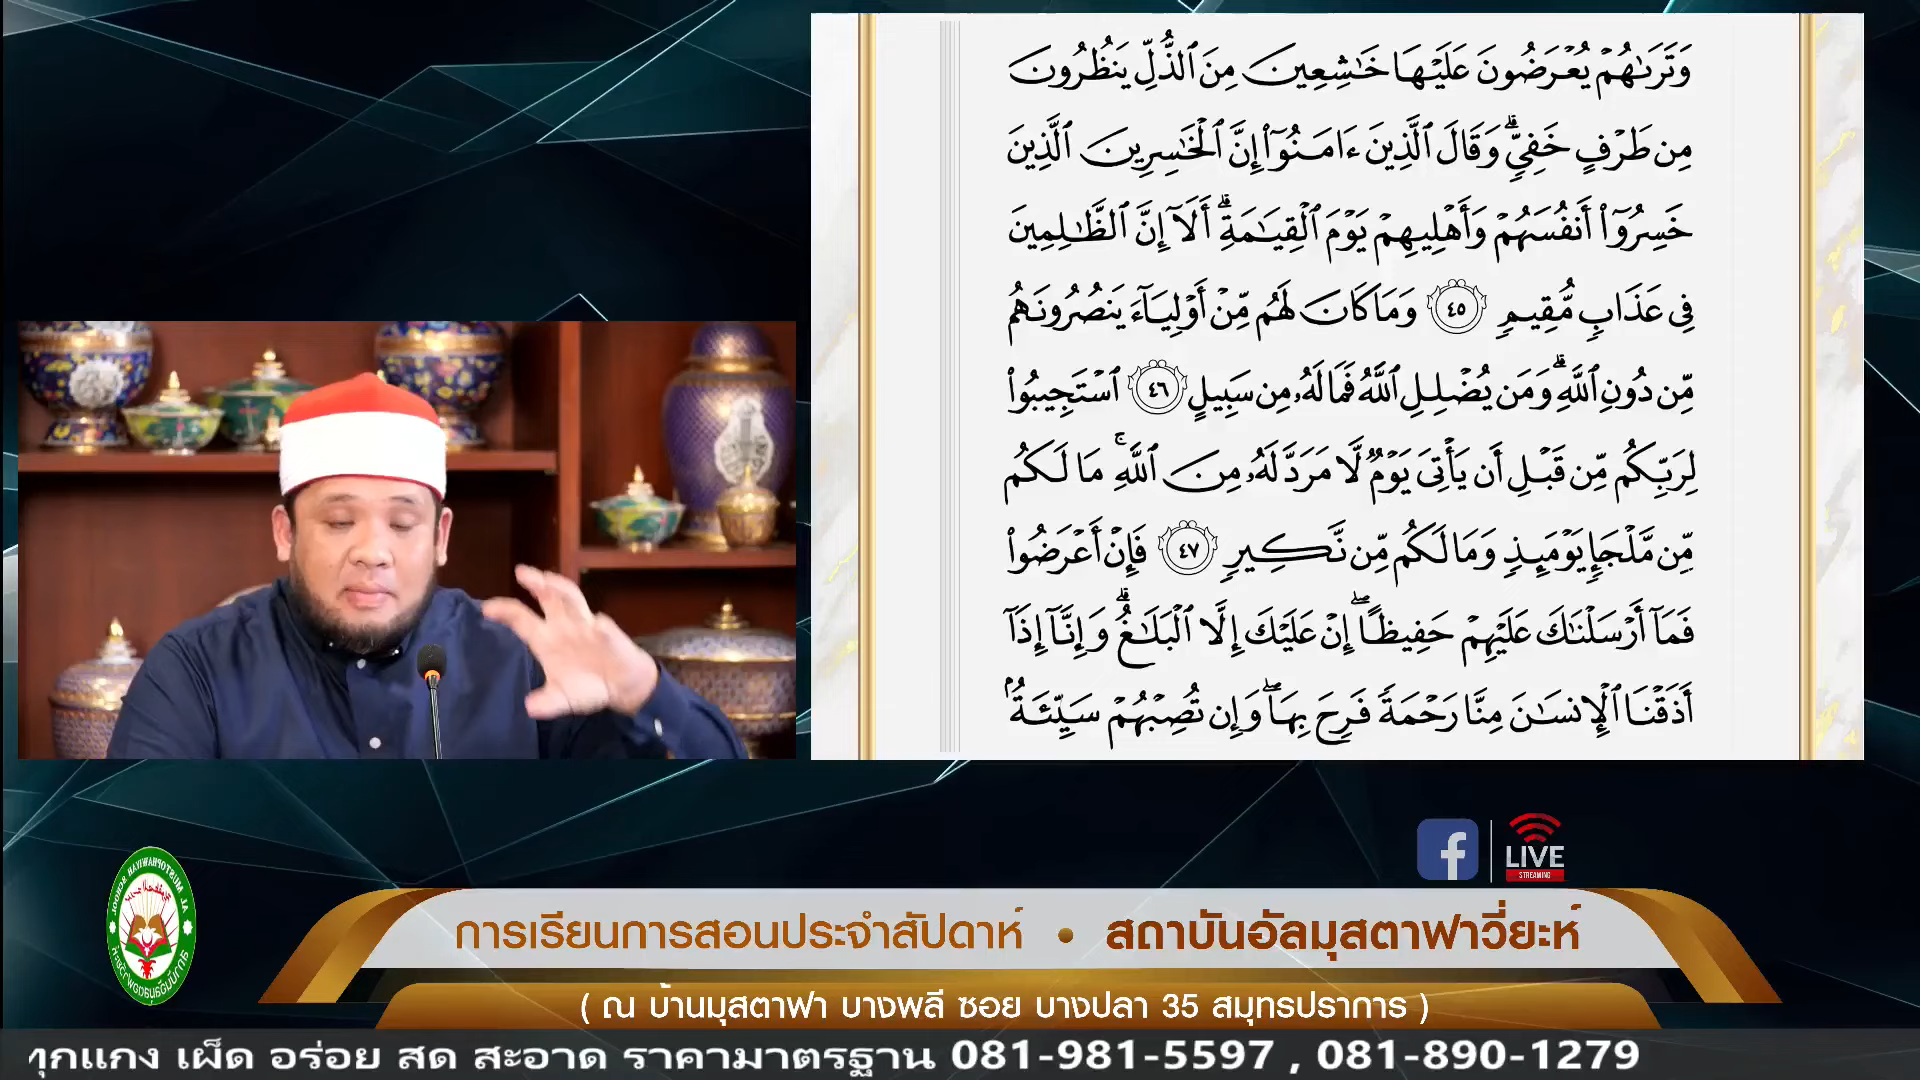 وَتَرَىٰهُمْ يُعْرَضُونَ عَلَيْهَا خَٰشِعِينَ مِنَ ٱلذُّلِّ يَنظُرُونَ
مِن طَرْفٍ خَفِىٍّۗ وَقَالَ ٱلَّذِينَ ءَامَنُوٓا۟ إِنَّ ٱلْخَٰسِرِينَ ٱلَّذِينَ
خَسِرُوٓا۟ أَنفُسَهُمْ وَأَهْلِيهِمْ يَوْمَ ٱلْقِيَٰمَةِۗ أَلَآ إِنَّ ٱلظَّٰلِمِينَ
فِى عَذَابٍ مُّقِيمٍ ٤٥ وَمَا كَانَ لَهُم مِّنْ أَوْلِيَآءَ يَنصُرُونَهُم
مِّن دُونِ ٱللَّهِۗ وَمَن يُضْلِلِ ٱللَّهُ فَمَا لَهُۥ مِن سَبِيلٍ ٤٦ ٱسْتَجِيبُوا۟
لِرَبِّكُم مِّن قَبْلِ أَن يَأْتِىَ يَوْمٌ لَّا مَرَدَّ لَهُۥ مِنَ ٱللَّهِۚ مَا لَكُم
مِّن مَّلْجَإٍ يَوْمَئِذٍ وَمَا لَكُم مِّن نَّكِيرٍ ٤٧ فَإِنْ أَعْرَضُوا۟
فَمَآ أَرْسَلْنَٰكَ عَلَيْهِمْ حَفِيظًاۖ إِنْ عَلَيْكَ إِلَّا ٱلْبَلَٰغُۗ وَإِنَّآ إِذَآ
أَذَقْنَا ٱلْإِنسَٰنَ مِنَّا رَحْمَةً فَرِحَ بِهَاۖ وَإِن تُصِبْهُمْ سَيِّئَةٌۢ
LIVE
STREAMING
การเรียนการสอนประจำสัปดาห์ • สถาบันอัลมุสตาฟาวี่ยะห์
( ณ บ้านมุสตาฟา บางพลี ซอย บางปลา 35 สมุทรปราการ )
ทุกแกง เผ็ด อร่อย สด สะอาด ราคามาตรฐาน 081-981-5597 , 081-890-1279